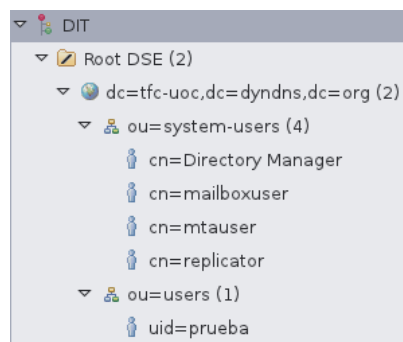 DIT
Root DSE (2)
dc=tfc-uoc,dc=dyndns,dc=org (2)
ou=system-users (4)
cn=Directory Manager
cn=mailboxuser
cn=mtauser
cn=replicator
ou=users (1)
uid=prueba